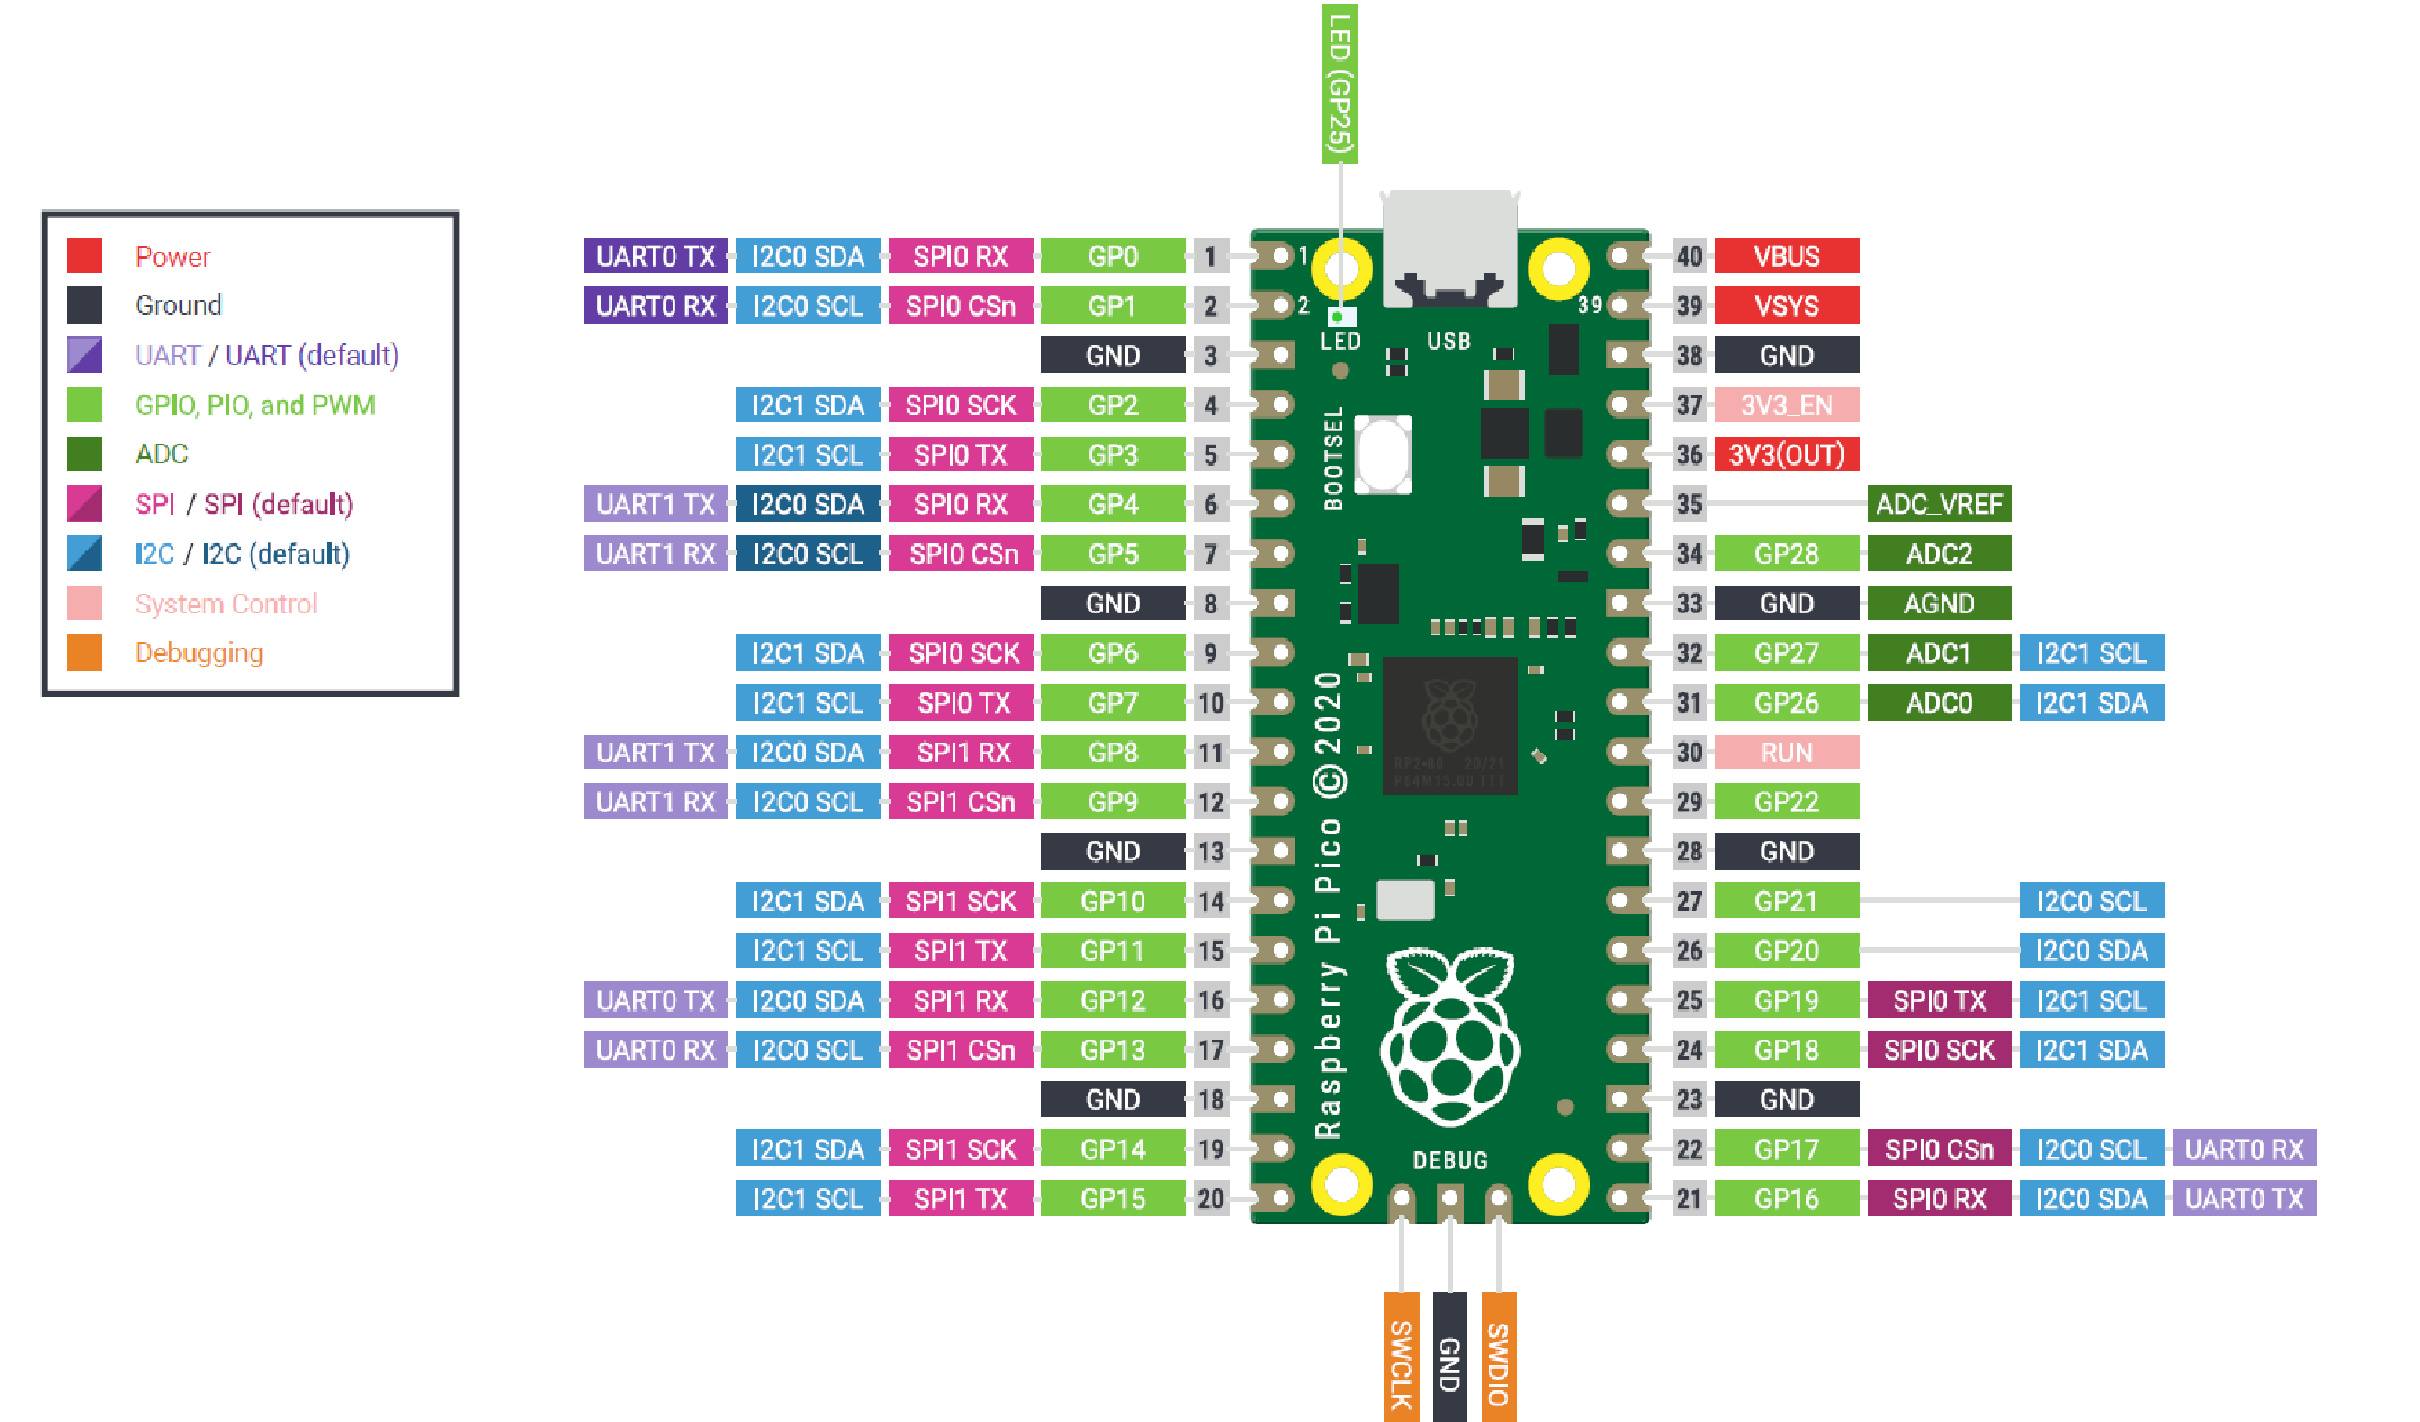 LED (GP25)
Power
Ground
UART / UART (default)
GPIO, PIO, and PWM
ADC
SPI / SPI (default)
I2C / I2C (default)
System Control
Debugging
UART0 TX I2C0 SDA SPI0 RX GP0 1 1 40 VBUS
UART0 RX I2C0 SCL SPI0 CSn GP1 2 2 39 39 VSYS
LED USB
GND 3 38 GND
I2C1 SDA SPI0 SCK GP2 4 37 3V3_EN
I2C1 SCL SPI0 TX GP3 5 36 3V3(OUT)
BOOTSEL
UART1 TX I2C0 SDA SPI0 RX GP4 6 35 ADC_VREF
UART1 RX I2C0 SCL SPI0 CSn GP5 7 34 GP28 ADC2
GND 8 33 GND AGND
I2C1 SDA SPI0 SCK GP6 9 32 GP27 ADC1 I2C1 SCL
I2C1 SCL SPI0 TX GP7 10 31 GP26 ADC0 I2C1 SDA
UART1 TX I2C0 SDA SPI1 RX GP8 11 30 RUN
UART1 RX I2C0 SCL SPI1 CSn GP9 12 29 GP22
GND 13 28 GND
I2C1 SDA SPI1 SCK GP10 14 27 GP21 I2C0 SCL
I2C1 SCL SPI1 TX GP11 15 26 GP20 I2C0 SDA
UART0 TX I2C0 SDA SPI1 RX GP12 16 25 GP19 SPI0 TX I2C1 SCL
UART0 RX I2C0 SCL SPI1 CSn GP13 17 24 GP18 SPI0 SCK I2C1 SDA
GND 18 23 GND
I2C1 SDA SPI1 SCK GP14 19 22 GP17 SPI0 CSn I2C0 SCL UART0 RX
I2C1 SCL SPI1 TX GP15 20 21 GP16 SPI0 RX I2C0 SDA UART0 TX
Raspberry Pi Pico ©2020
DEBUG
SWCLK
GND
SWDIO